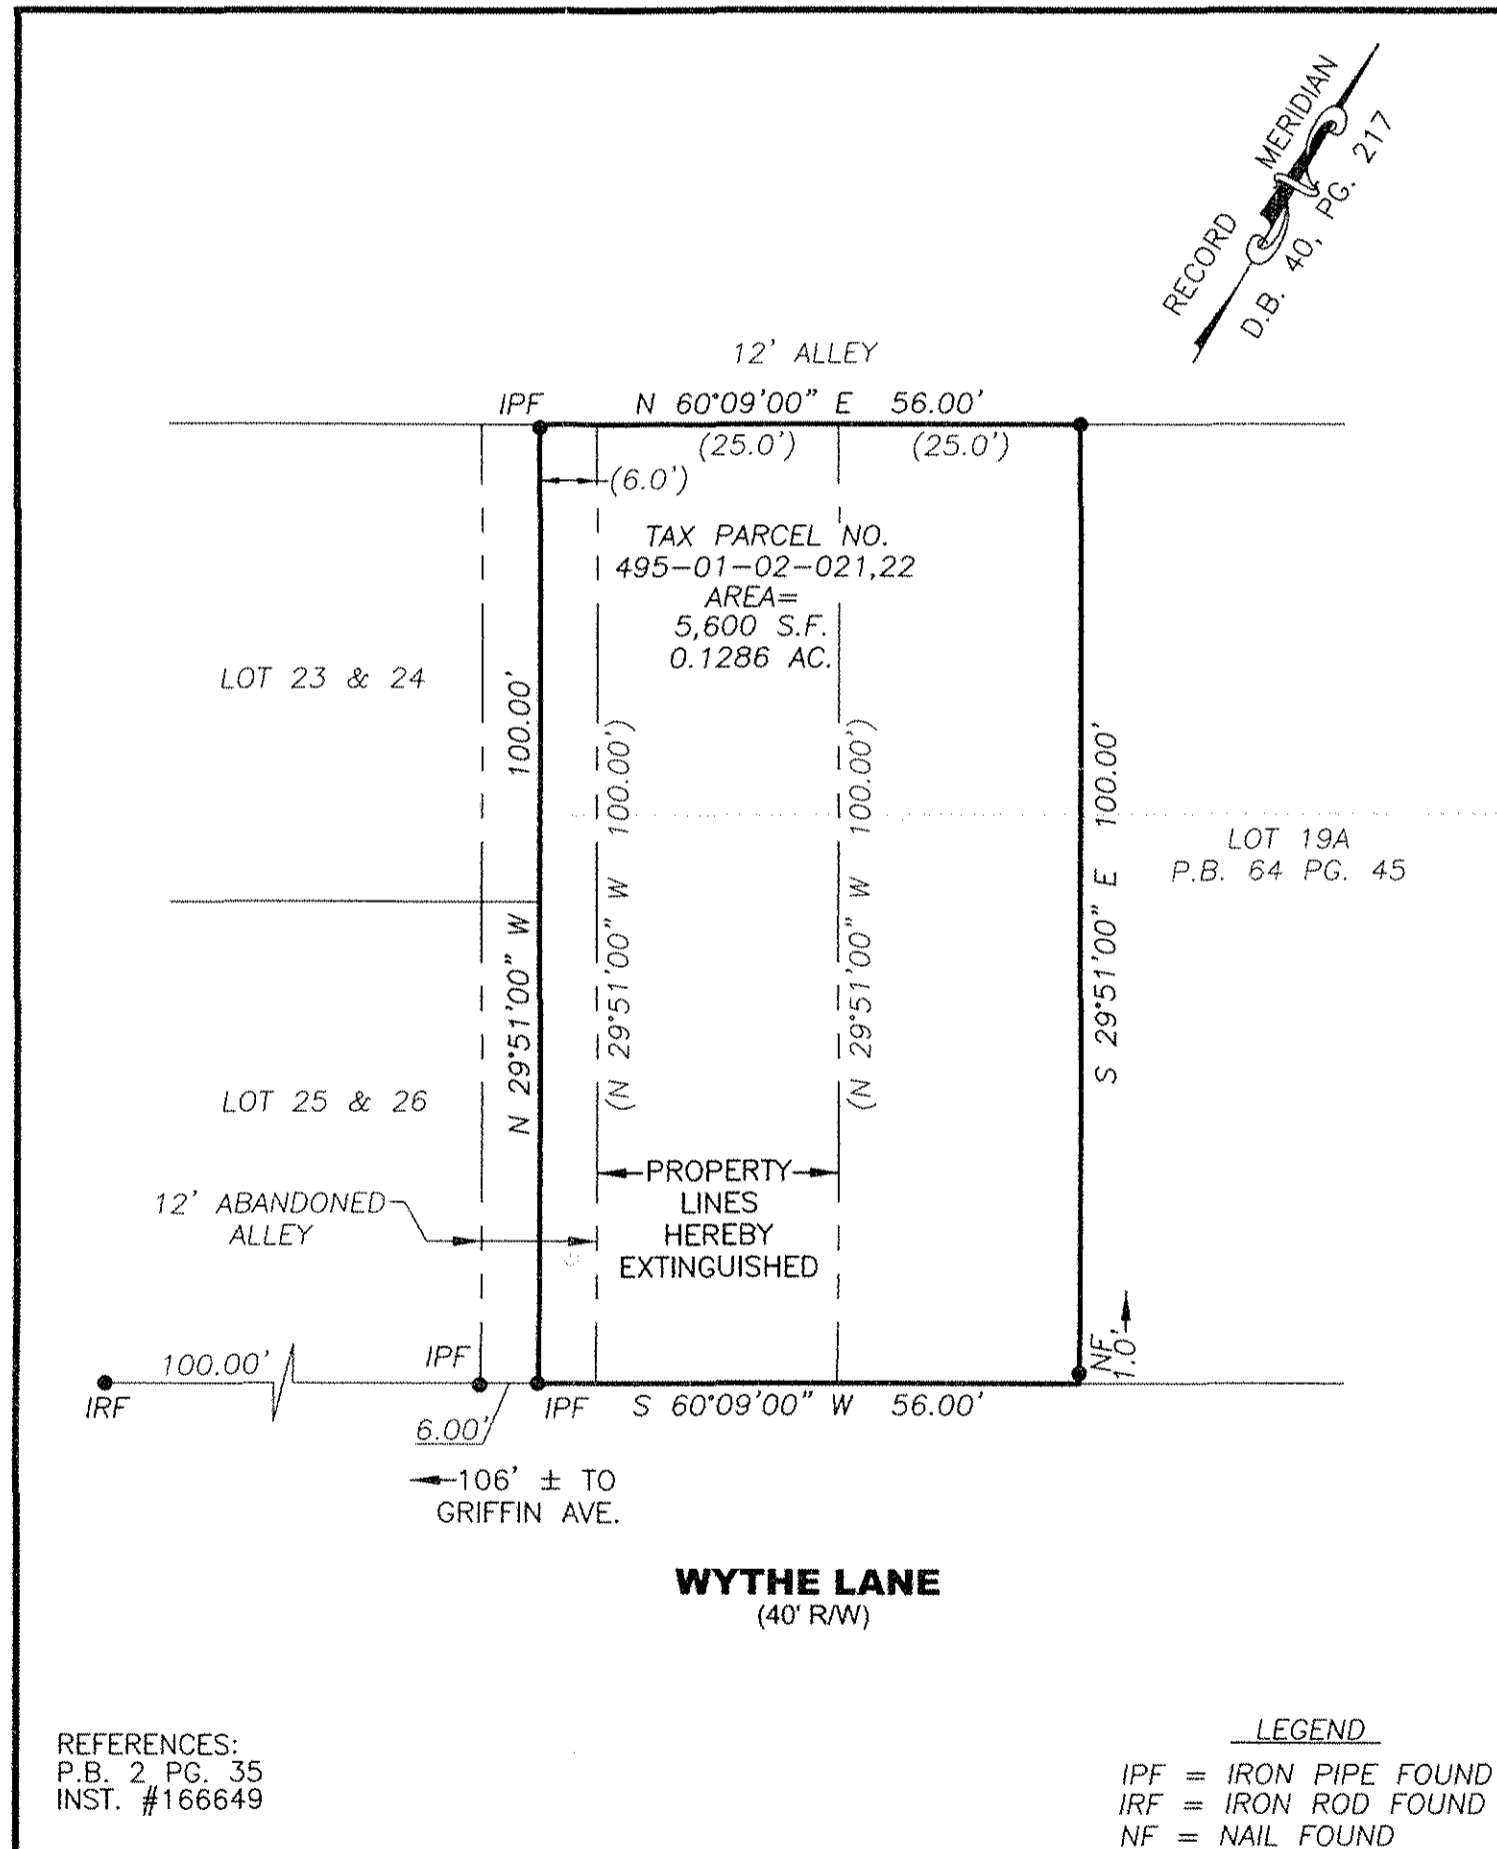 RECORD MERIDIAN
D.B. 40, PG. 217
12' ALLEY
IPF
N 60°09'00" E 56.00'
(25.0')
(25.0')
(6.0')
TAX PARCEL NO.
495-01-02-021,22
AREA=
5,600 S.F.
0.1286 AC.
LOT 23 & 24
N 29°51'00" W 100.00'
(N 29°51'00" W 100.00')
(N 29°51'00" W 100.00')
S 29°51'00" E 100.00'
LOT 19A
P.B. 64 PG. 45
LOT 25 & 26
12' ABANDONED
ALLEY
PROPERTY
LINES
HEREBY
EXTINGUISHED
NF
1.0'
100.00'
IPF
IRF
IPF
S 60°09'00" W 56.00'
6.00'
106' ± TO
GRIFFIN AVE.
WYTHE LANE
(40' R/W)
REFERENCES:
P.B. 2 PG. 35
INST. #166649
LEGEND
IPF = IRON PIPE FOUND
IRF = IRON ROD FOUND
NF = NAIL FOUND